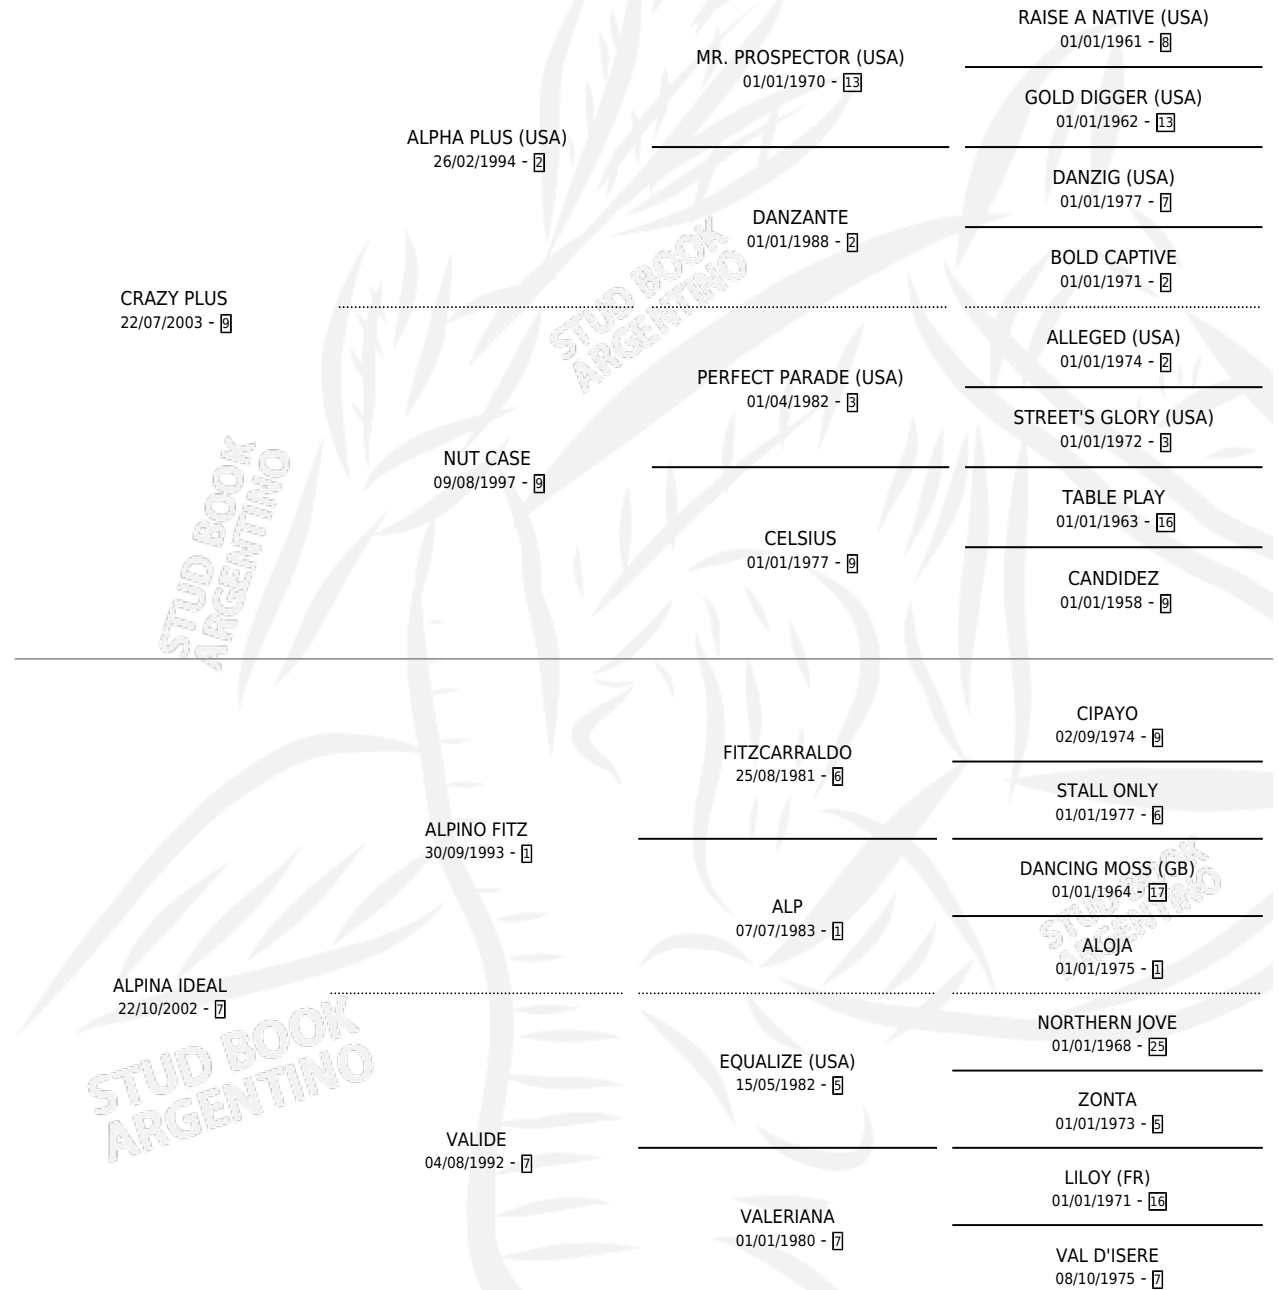 RAISE A NATIVE (USA)
01/01/1961 - 8
MR. PROSPECTOR (USA)
01/01/1970 - 13
GOLD DIGGER (USA)
01/01/1962 - 13
ALPHA PLUS (USA)
26/02/1994 - 2
DANZIG (USA)
01/01/1977 - 7
DANZANTE
01/01/1988 - 2
BOLD CAPTIVE
01/01/1971 - 2
CRAZY PLUS
22/07/2003 - 9
STUD BOOK
ARGENTINO
ALLEGED (USA)
01/01/1974 - 2
PERFECT PARADE (USA)
01/04/1982 - 3
STREET'S GLORY (USA)
01/01/1972 - 3
NUT CASE
09/08/1997 - 9
TABLE PLAY
01/01/1963 - 16
CELSIUS
01/01/1977 - 9
CANDIDEZ
01/01/1958 - 9
STUD BOOK
ARGENTINO
CIPAYO
02/09/1974 - 9
FITZCARRALDO
25/08/1981 - 6
STALL ONLY
01/01/1977 - 6
ALPINO FITZ
30/09/1993 - 1
DANCING MOSS (GB)
01/01/1964 - 17
ALP
07/07/1983 - 1
STUD BOOK
ARGENTINO
ALOJA
01/01/1975 - 1
ALPINA IDEAL
22/10/2002 - 7
STUD BOOK
ARGENTINO
NORTHERN JOVE
01/01/1968 - 25
EQUALIZE (USA)
15/05/1982 - 5
ZONTA
01/01/1973 - 5
VALIDE
04/08/1992 - 7
LILOY (FR)
01/01/1971 - 16
VALERIANA
01/01/1980 - 7
VAL D'ISERE
08/10/1975 - 7